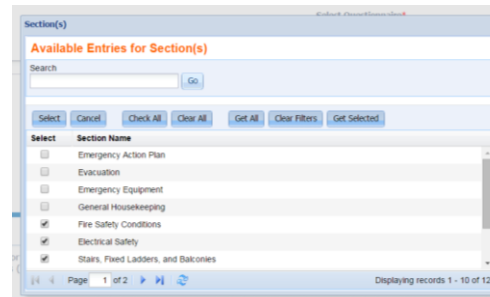 Select Questionnaire*
Section(s)
Available Entries for Section(s)
Search
Go
Select Cancel Check All Clear All Get All Clear Filters Get Selected
Select Section Name
Emergency Action Plan
Evacuation
Emergency Equipment
General Housekeeping
Fire Safety Conditions
Electrical Safety
Stairs, Fixed Ladders, and Balconies
Page 1 of 2 Displaying records 1 - 10 of 12